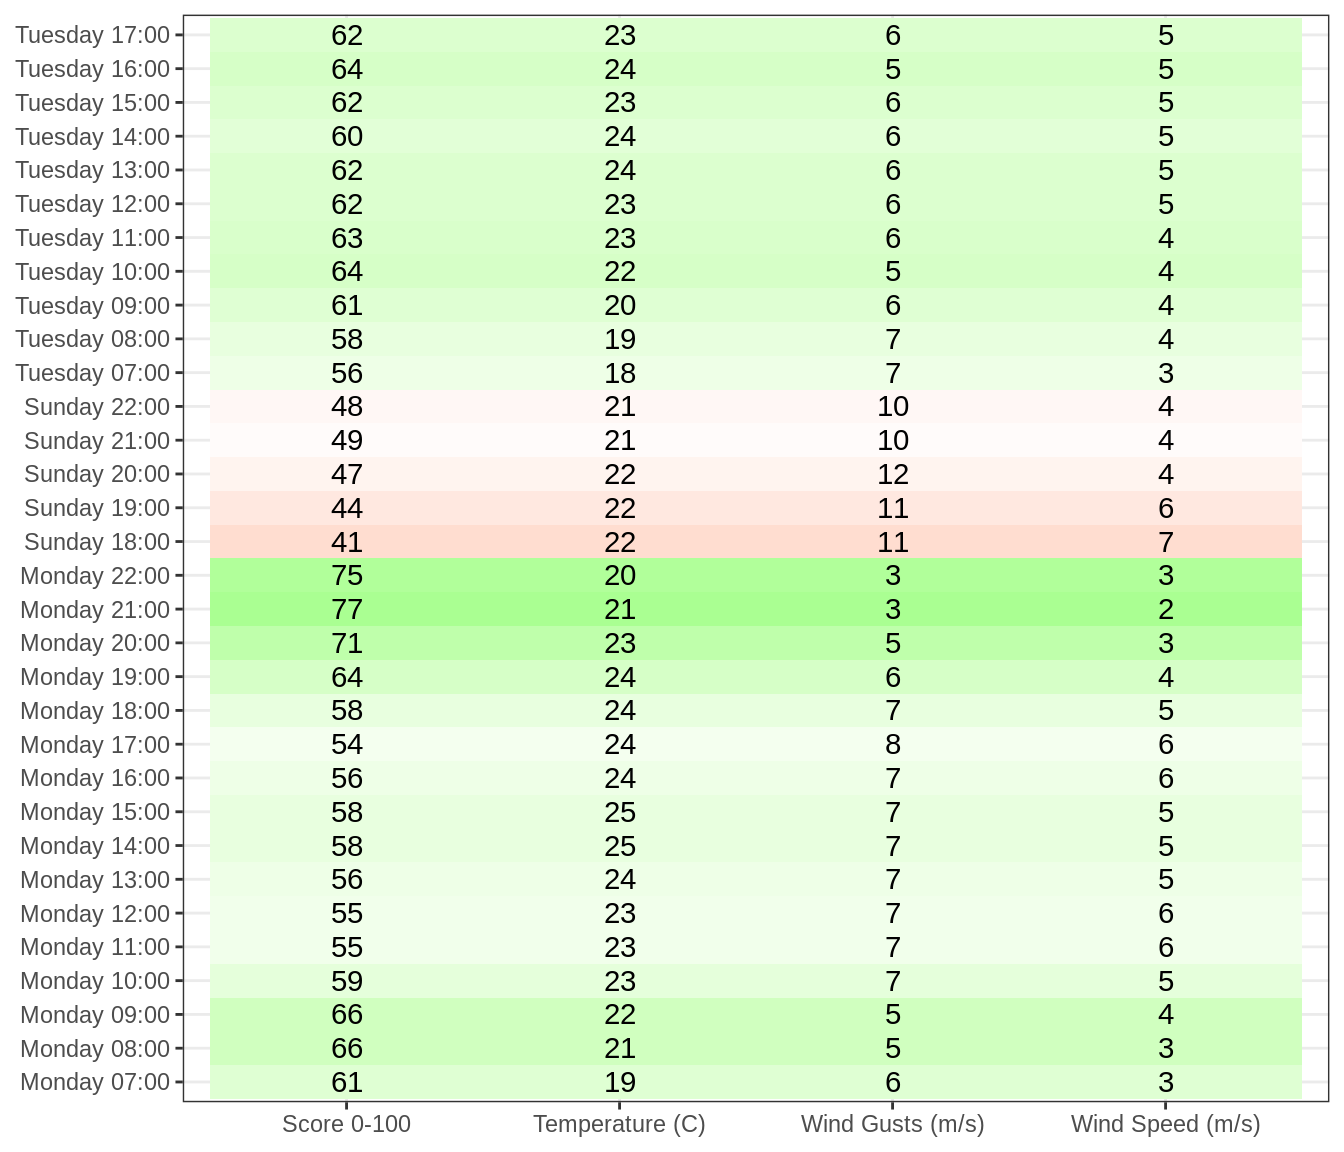 Tuesday 17:00 62 23 6 5
Tuesday 16:00 64 24 5 5
Tuesday 15:00 62 23 6 5
Tuesday 14:00 60 24 6 5
Tuesday 13:00 62 24 6 5
Tuesday 12:00 62 23 6 5
Tuesday 11:00 63 23 6 4
Tuesday 10:00 64 22 5 4
Tuesday 09:00 61 20 6 4
Tuesday 08:00 58 19 7 4
Tuesday 07:00 56 18 7 3
Sunday 22:00 48 21 10 4
Sunday 21:00 49 21 10 4
Sunday 20:00 47 22 12 4
Sunday 19:00 44 22 11 6
Sunday 18:00 41 22 11 7
Monday 22:00 75 20 3 3
Monday 21:00 77 21 3 2
Monday 20:00 71 23 5 3
Monday 19:00 64 24 6 4
Monday 18:00 58 24 7 5
Monday 17:00 54 24 8 6
Monday 16:00 56 24 7 6
Monday 15:00 58 25 7 5
Monday 14:00 58 25 7 5
Monday 13:00 56 24 7 5
Monday 12:00 55 23 7 6
Monday 11:00 55 23 7 6
Monday 10:00 59 23 7 5
Monday 09:00 66 22 5 4
Monday 08:00 66 21 5 3
Monday 07:00 61 19 6 3
Score 0-100 Temperature (C) Wind Gusts (m/s) Wind Speed (m/s)